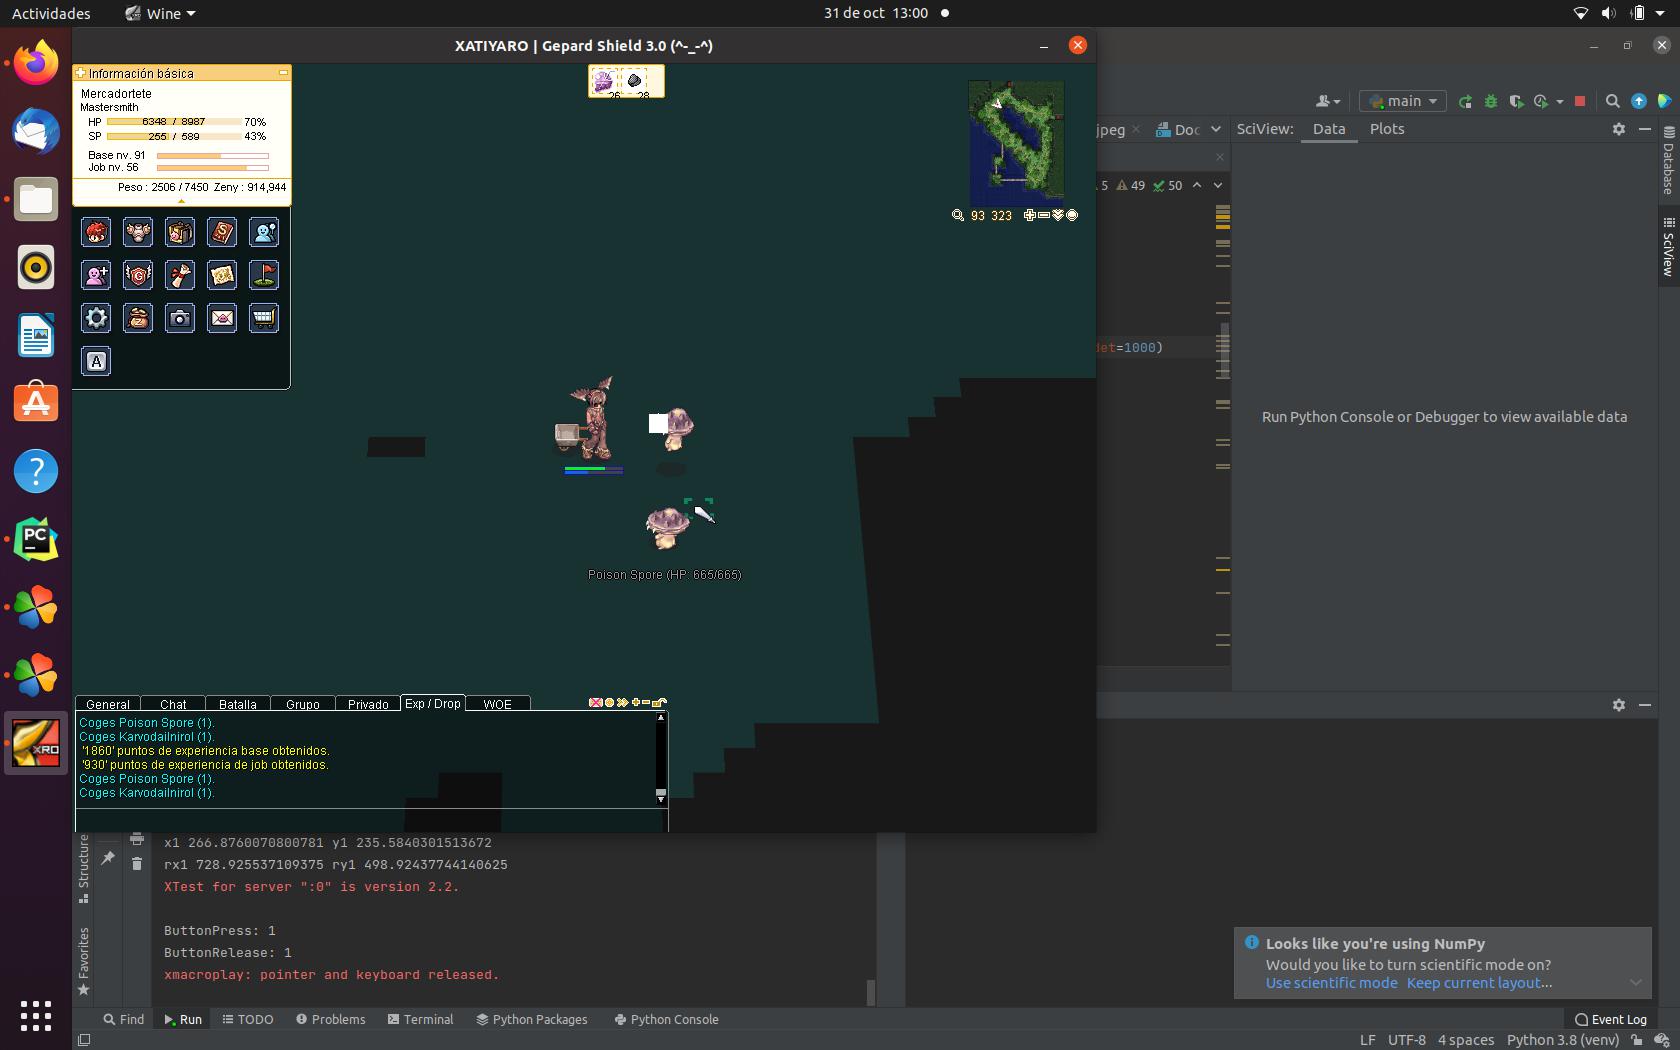 Actividades
Wine
31 de oct 13:00
XATIYARO | Gepard Shield 3.0 (^-_-^)
Información básica
Mercadortete
Mastersmith
HP 6348 / 8987 70%
SP 255 / 589 43%
Base nv. 91
Job nv. 56
Peso : 2506 / 7450 Zeny : 914,944
A
26 28
93 323
Poison Spore (HP: 665/665)
General Chat Batalla Grupo Privado Exp / Drop WOE
Coges Poison Spore (1).
Coges Karvodailnirol (1).
'1860' puntos de experiencia base obtenidos.
'930' puntos de experiencia de job obtenidos.
Coges Poison Spore (1).
Coges Karvodailnirol (1).
main
jpeg
Doc
SciView: Data Plots
5 49 50
det=1000)
Run Python Console or Debugger to view available data
Database
SciView
PC
XRO
Structure
Favorites
x1 266.8760070800781 y1 235.5840301513672
rx1 728.925537109375 ry1 498.92437744140625
XTest for server ":0" is version 2.2.
ButtonPress: 1
ButtonRelease: 1
xmacroplay: pointer and keyboard released.
Looks like you're using NumPy
Would you like to turn scientific mode on?
Use scientific mode Keep current layout...
Find Run TODO Problems Terminal Python Packages Python Console
Event Log
LF UTF-8 4 spaces Python 3.8 (venv)